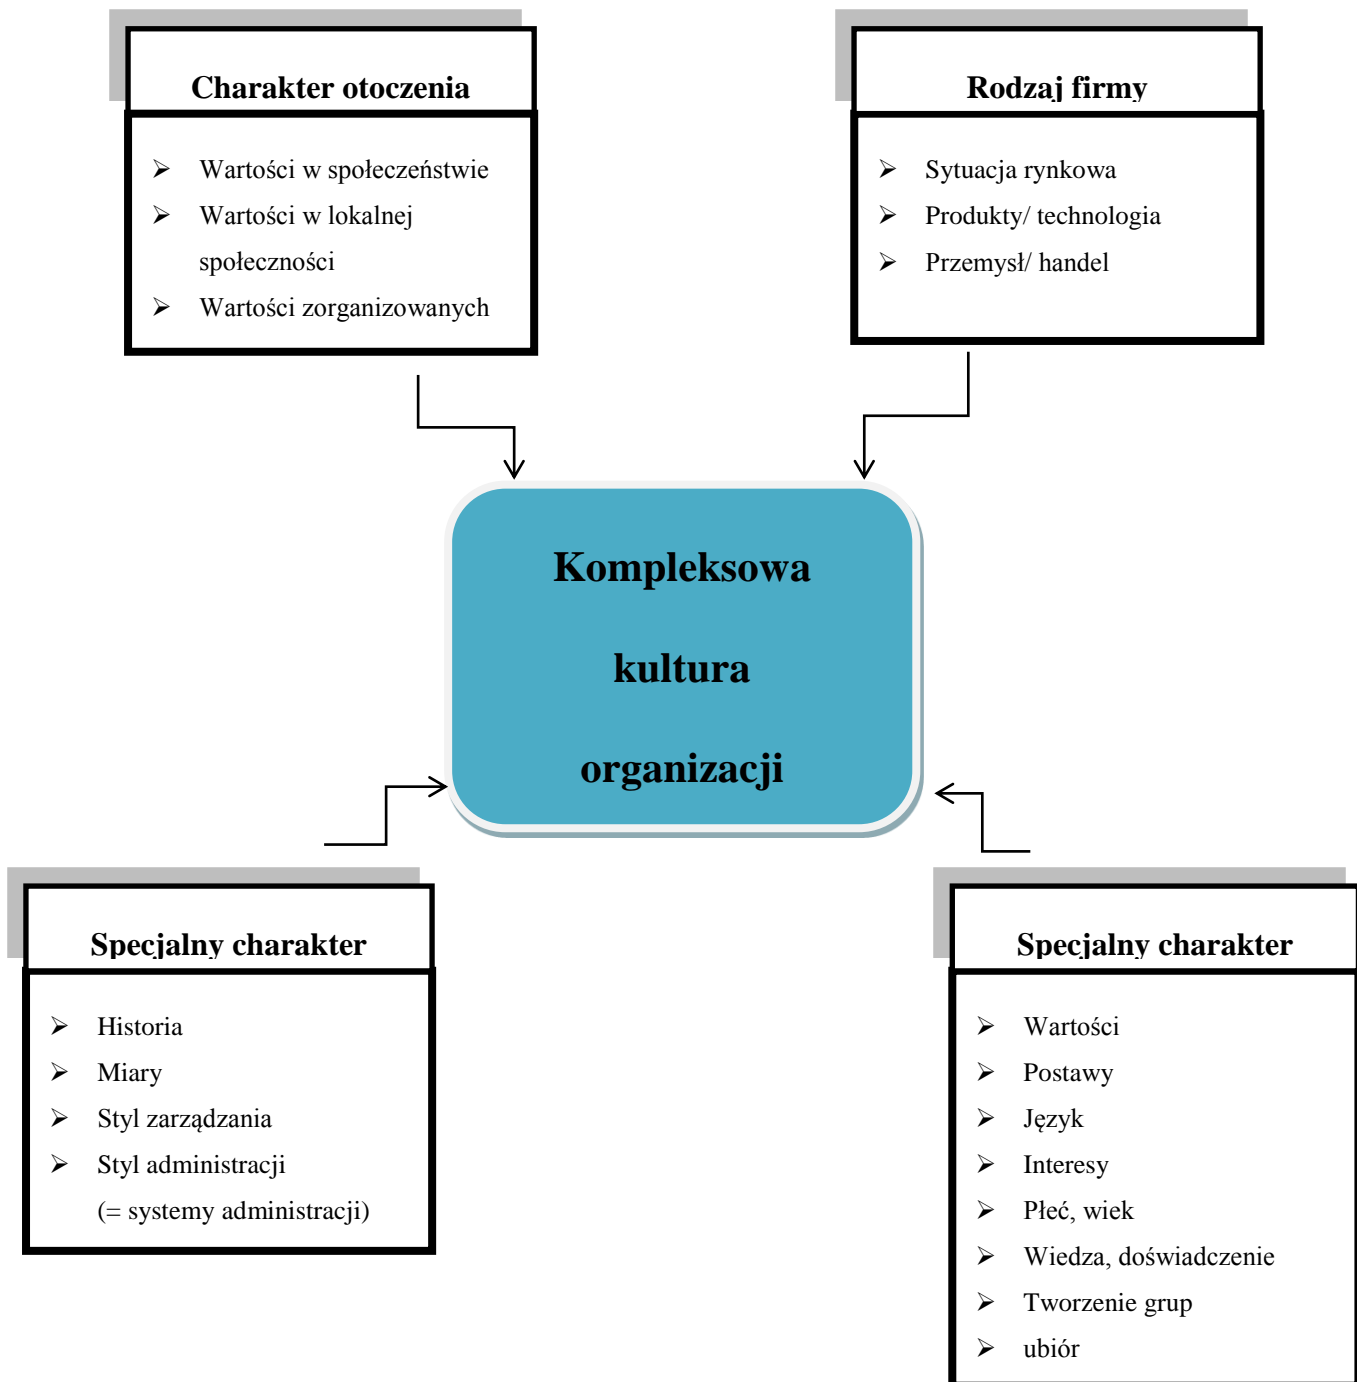 Charakter otoczenia
➢ Wartości w społeczeństwie
➢ Wartości w lokalnej
społeczności
➢ Wartości zorganizowanych
Rodzaj firmy
➢ Sytuacja rynkowa
➢ Produkty/ technologia
➢ Przemysł/ handel
Kompleksowa
kultura
organizacji
Specjalny charakter
➢ Historia
➢ Miary
➢ Styl zarządzania
➢ Styl administracji
(= systemy administracji)
Specjalny charakter
➢ Wartości
➢ Postawy
➢ Język
➢ Interesy
➢ Płeć, wiek
➢ Wiedza, doświadczenie
➢ Tworzenie grup
➢ ubiór